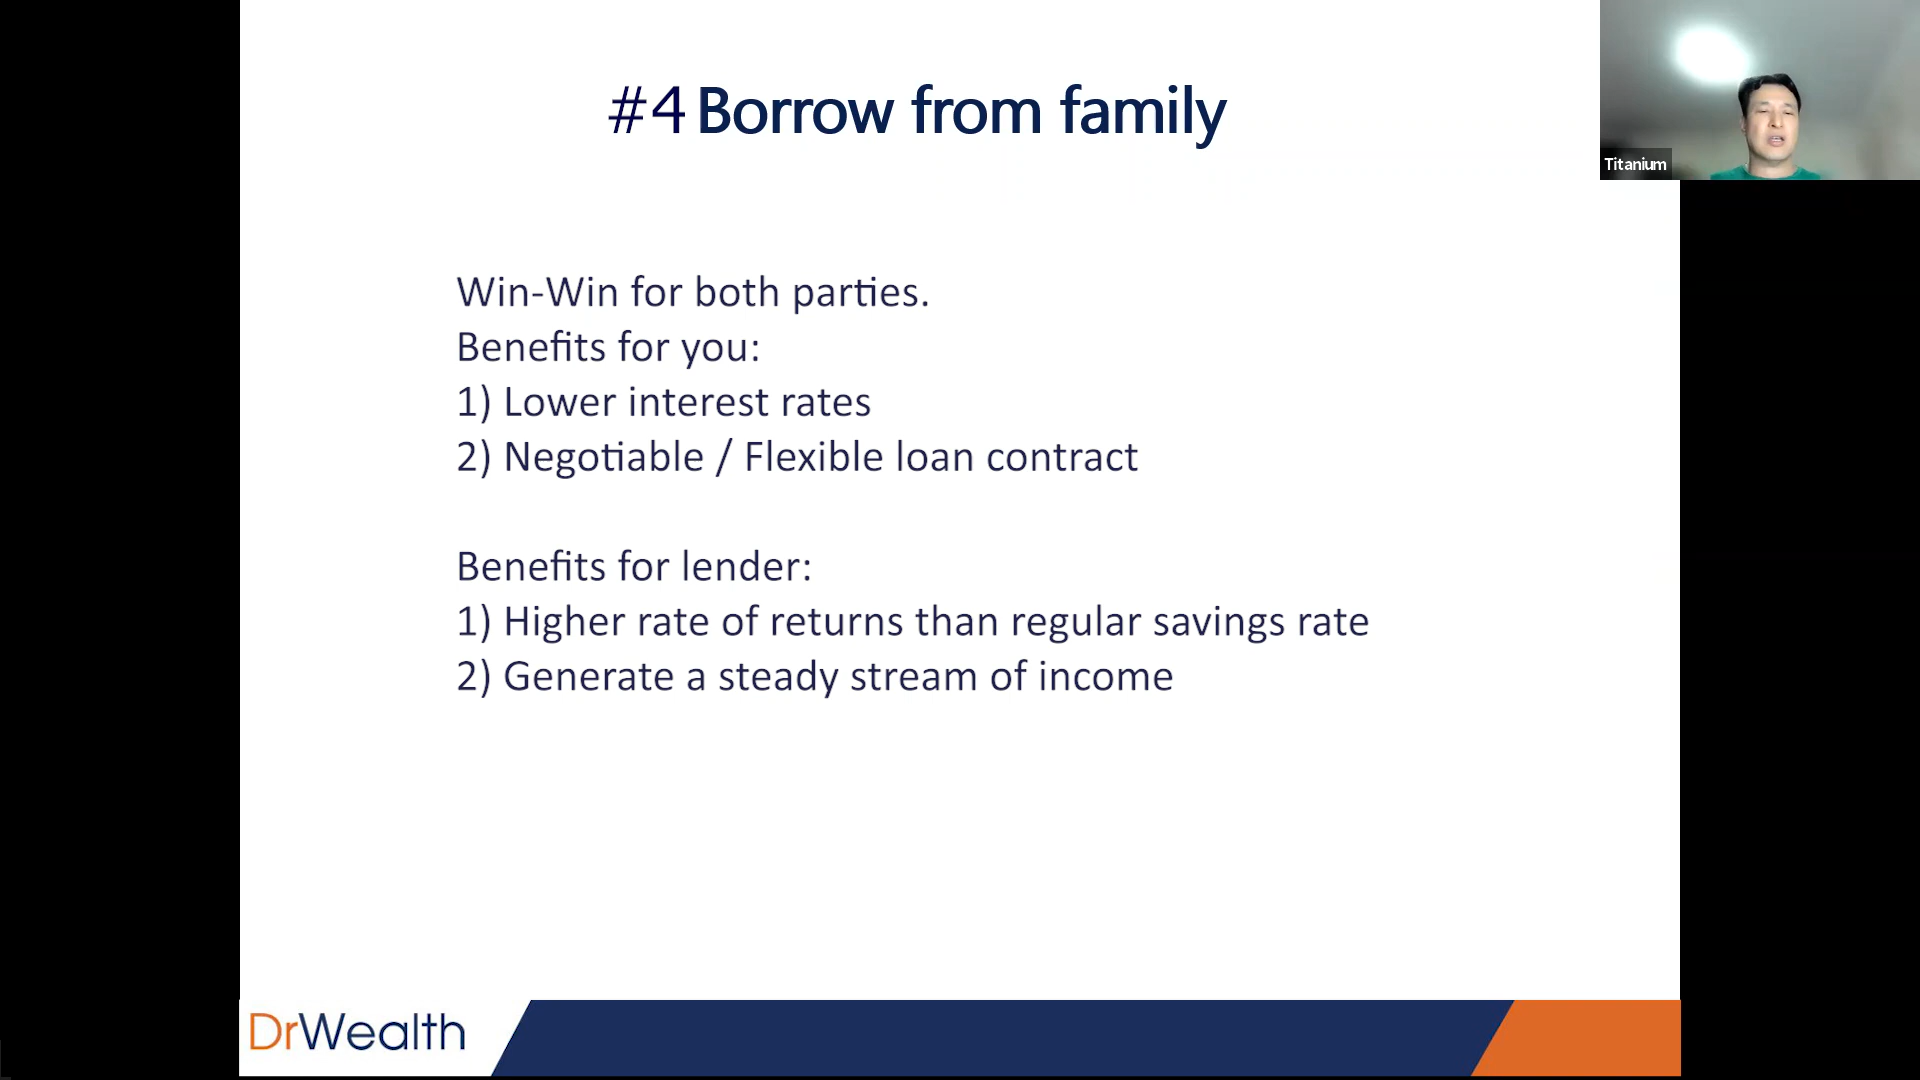 #4 Borrow from family
Titanium
Win-Win for both parties.
Benefits for you:
1) Lower interest rates
2) Negotiable / Flexible loan contract
Benefits for lender:
1) Higher rate of returns than regular savings rate
2) Generate a steady stream of income
DrWealth